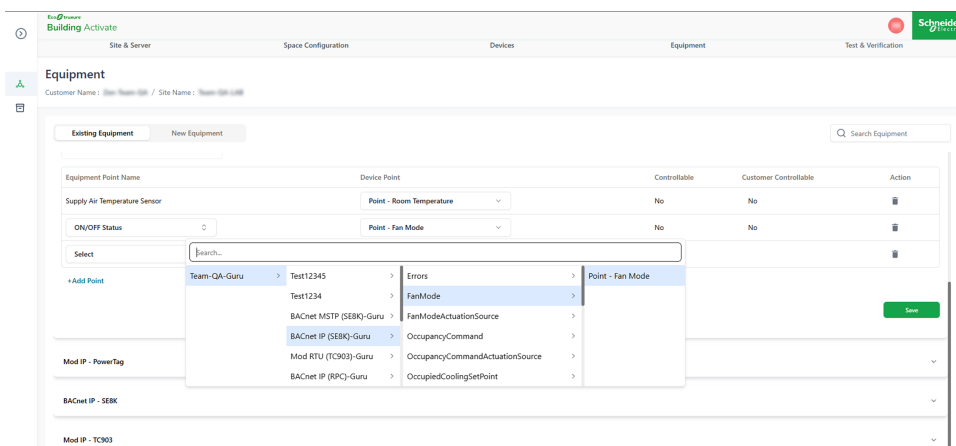 EcoStruxure
Building Activate
Schneide
Electr
Site & Server
Space Configuration
Devices
Equipment
Test & Verification
Equipment
Customer Name :
/ Site Name :
Existing Equipment
New Equipment
Search Equipment
Equipment Point Name
Device Point
Controllable
Customer Controllable
Action
Supply Air Temperature Sensor
Point - Room Temperature
No
No
ON/OFF Status
Point - Fan Mode
No
No
Select
Search...
+Add Point
Team-QA-Guru
Test12345
Errors
Point - Fan Mode
Test1234
FanMode
BACnet MSTP (SE8K)-Guru
FanModeActuationSource
BACnet IP (SE8K)-Guru
OccupancyCommand
Mod RTU (TC903)-Guru
OccupancyCommandActuationSource
BACnet IP (RPC)-Guru
OccupiedCoolingSetPoint
Save
Mod IP - PowerTag
BACnet IP - SE8K
Mod IP - TC903